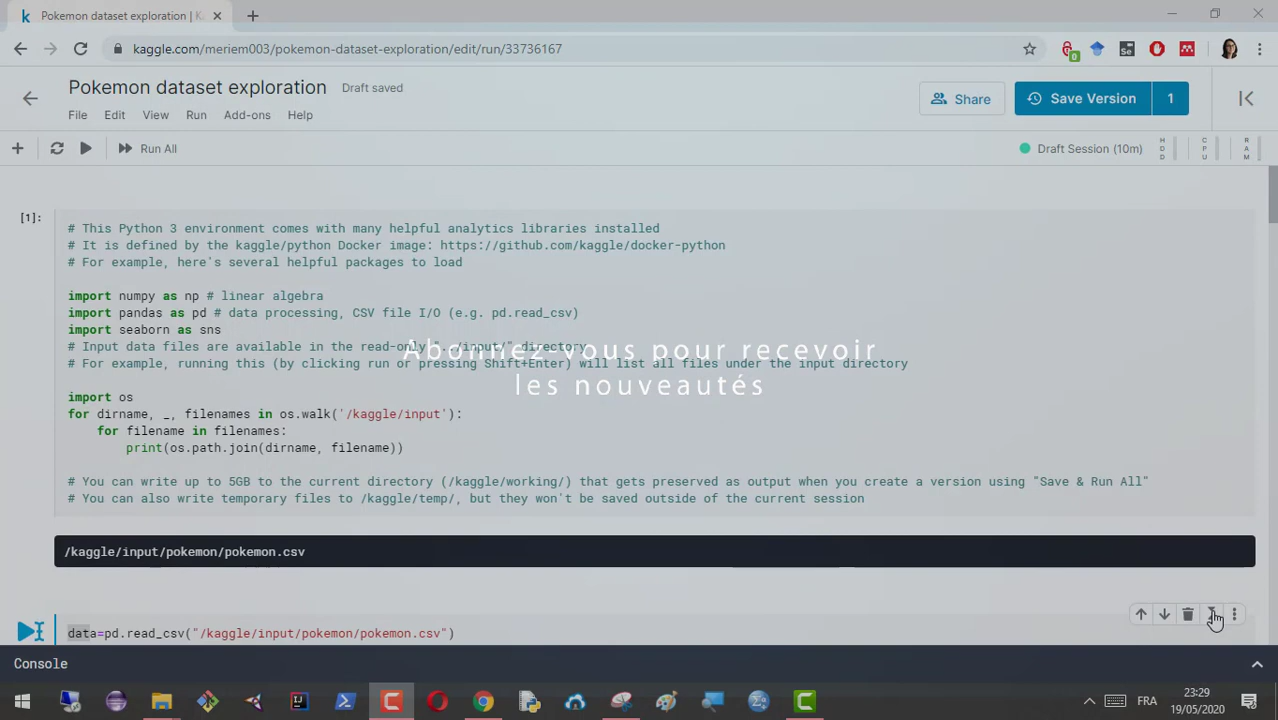 Pokemon dataset exploration | Ka
kaggle.com/meriem003/pokemon-dataset-exploration/edit/run/33736167
0
Se
Pokemon dataset exploration
Draft saved
Share
Save Version
1
File Edit View Run Add-ons Help
Run All
Draft Session (10m)
HDD
CPU
RAM
[1]:
# This Python 3 environment comes with many helpful analytics libraries installed
# It is defined by the kaggle/python Docker image: https://github.com/kaggle/docker-python
# For example, here's several helpful packages to load
import numpy as np # linear algebra
import pandas as pd # data processing, CSV file I/O (e.g. pd.read_csv)
import seaborn as sns
# Input data files are available in the read-only "../input/" directory
# For example, running this (by clicking run or pressing Shift+Enter) will list all files under the input directory
Abonnez-vous pour recevoir
les nouveautés
import os
for dirname, _, filenames in os.walk('/kaggle/input'):
for filename in filenames:
print(os.path.join(dirname, filename))
# You can write up to 5GB to the current directory (/kaggle/working/) that gets preserved as output when you create a version using "Save & Run All"
# You can also write temporary files to /kaggle/temp/, but they won't be saved outside of the current session
/kaggle/input/pokemon/pokemon.csv
data=pd.read_csv("/kaggle/input/pokemon/pokemon.csv")
Console
FRA
23:29
19/05/2020